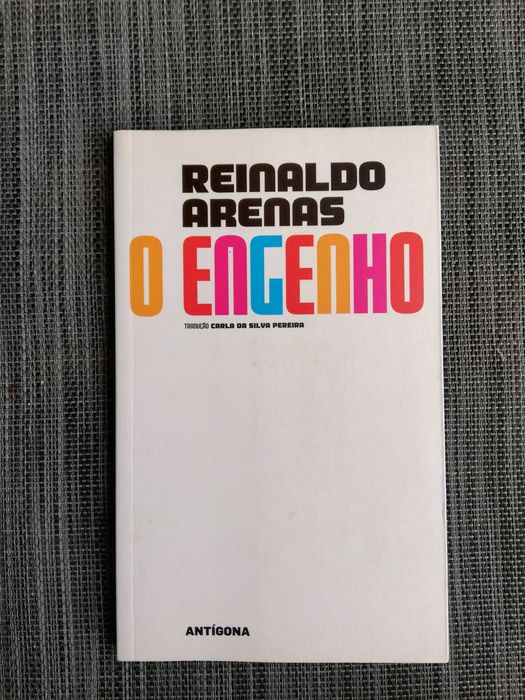 REINALDO
ARENAS
O ENGENHO
TRADUÇÃO CARLA DA SILVA PEREIRA
ANTÍGONA